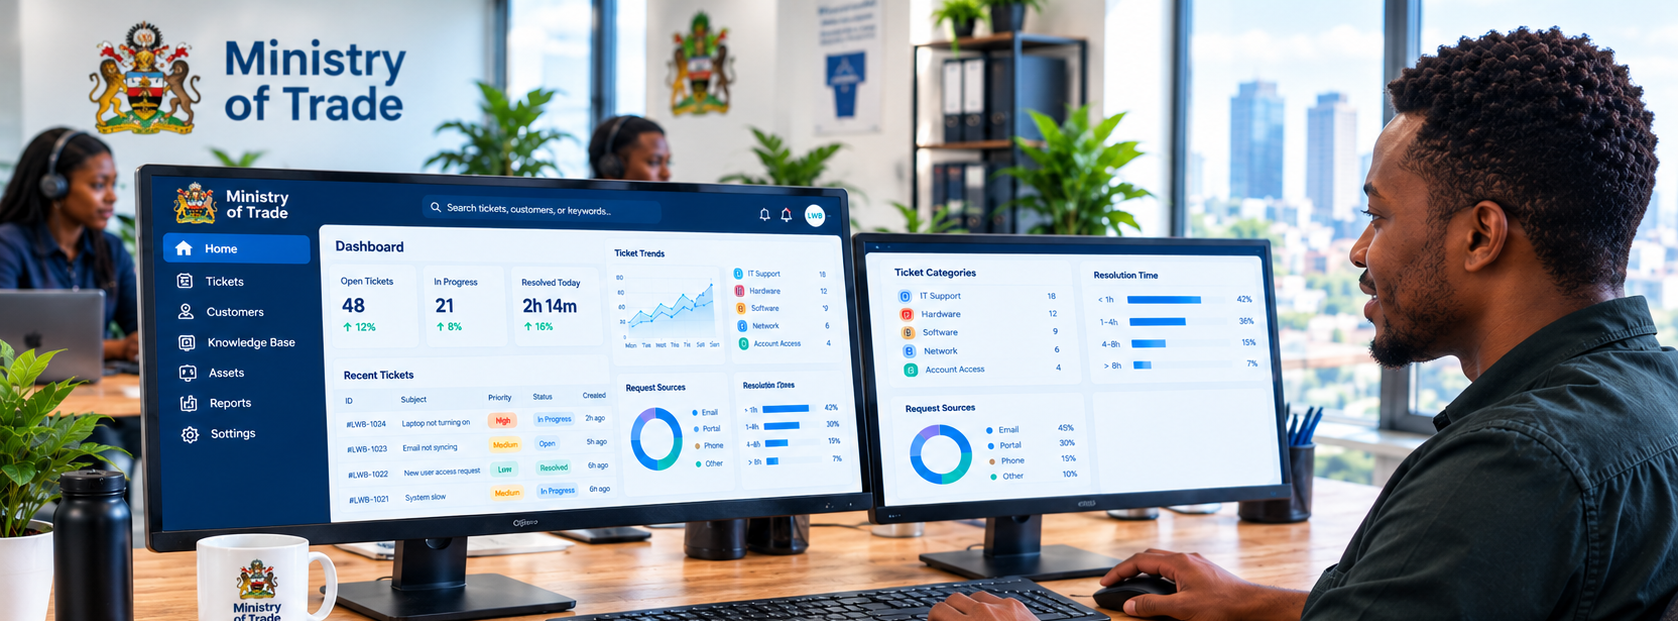 Ministry
of Trade
Ministry
of Trade
Search tickets, customers, or keywords..
LWB
Home
Tickets
Customers
Knowledge Base
Assets
Reports
Settings
Dashboard
Open Tickets
48
↑ 12%
In Progress
21
↑ 8%
Resolved Today
2h 14m
↑ 16%
Ticket Trends
IT Support 18
Hardware 12
Software
Network 6
Account Access 4
Recent Tickets
ID Subject Priority Status Created
#LWB-1024 Laptop not turning on High In Progress 2h ago
#LWB-1023 Email not syncing Medium Open 5h ago
#LWB-1022 New user access request Low Resolved 6h ago
#LWB-1021 System slow Medium In Progress 6h ago
Request Sources
Email
Portal
Phone
Other
Resolution
42%
30%
15%
7%
Ticket Categories
IT Support 18
Hardware 12
Software 9
Network 6
Account Access 4
Resolution Time
< 1h 42%
1-4h 36%
4-8h 15%
> 8h 7%
Request Sources
Email 45%
Portal 30%
Phone 15%
Other 10%
Ministry
of Trade